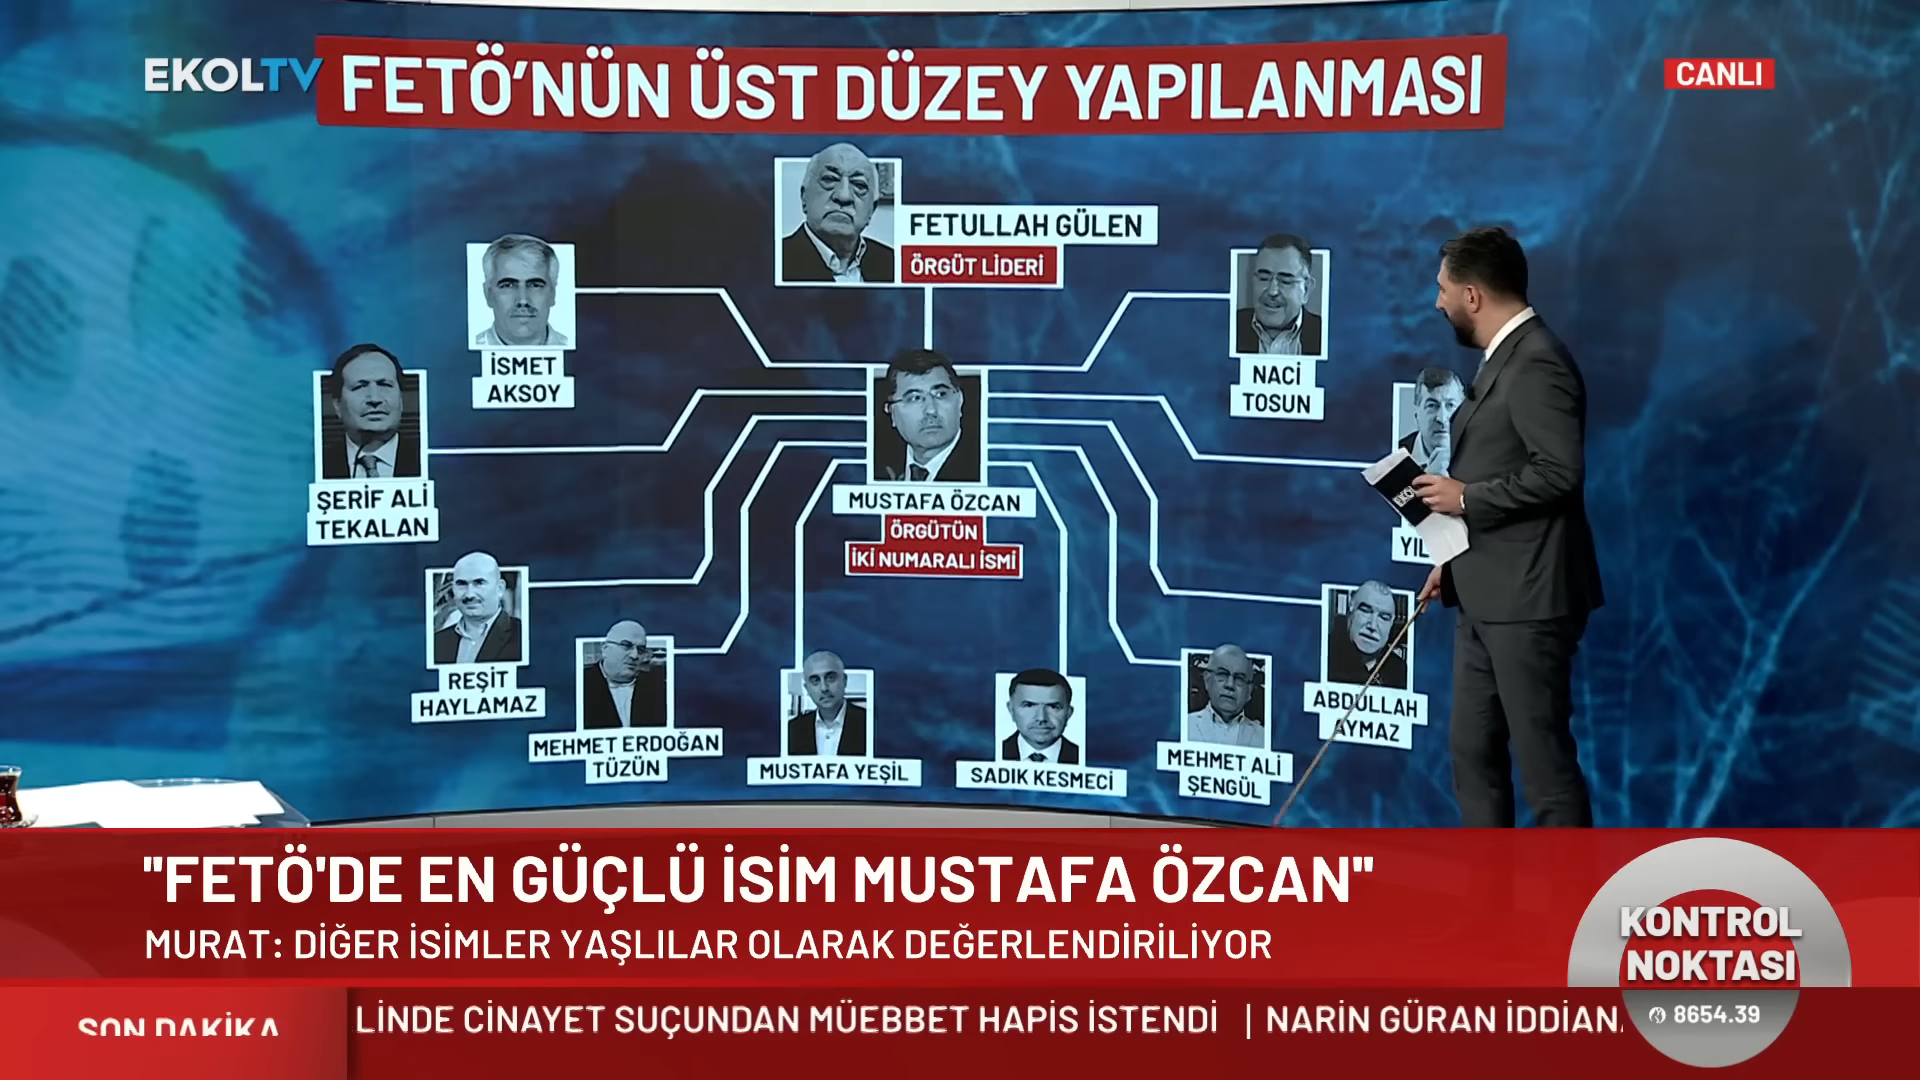 EKOLTV
FETÖ'NÜN ÜST DÜZEY YAPILANMASI
CANLI
FETULLAH GÜLEN
ÖRGÜT LİDERİ
İSMET
AKSOY
NACİ
TOSUN
ŞERİF ALİ
TEKALAN
MUSTAFA ÖZCAN
ÖRGÜTÜN
İKİ NUMARALI İSMİ
EKOL
YIL
REŞİT
HAYLAMAZ
ABDULLAH
AYMAZ
MEHMET ERDOĞAN
TÜZÜN
MUSTAFA YEŞİL
SADIK KESMECİ
MEHMET ALİ
ŞENGÜL
"FETÖ'DE EN GÜÇLÜ İSİM MUSTAFA ÖZCAN"
MURAT: DİĞER İSİMLER YAŞLILAR OLARAK DEĞERLENDİRİLİYOR
KONTROL
NOKTASI
8654.39
SON DAKİKA
LİNDE CİNAYET SUÇUNDAN MÜEBBET HAPİS İSTENDİ | NARİN GÜRAN İDDİAN